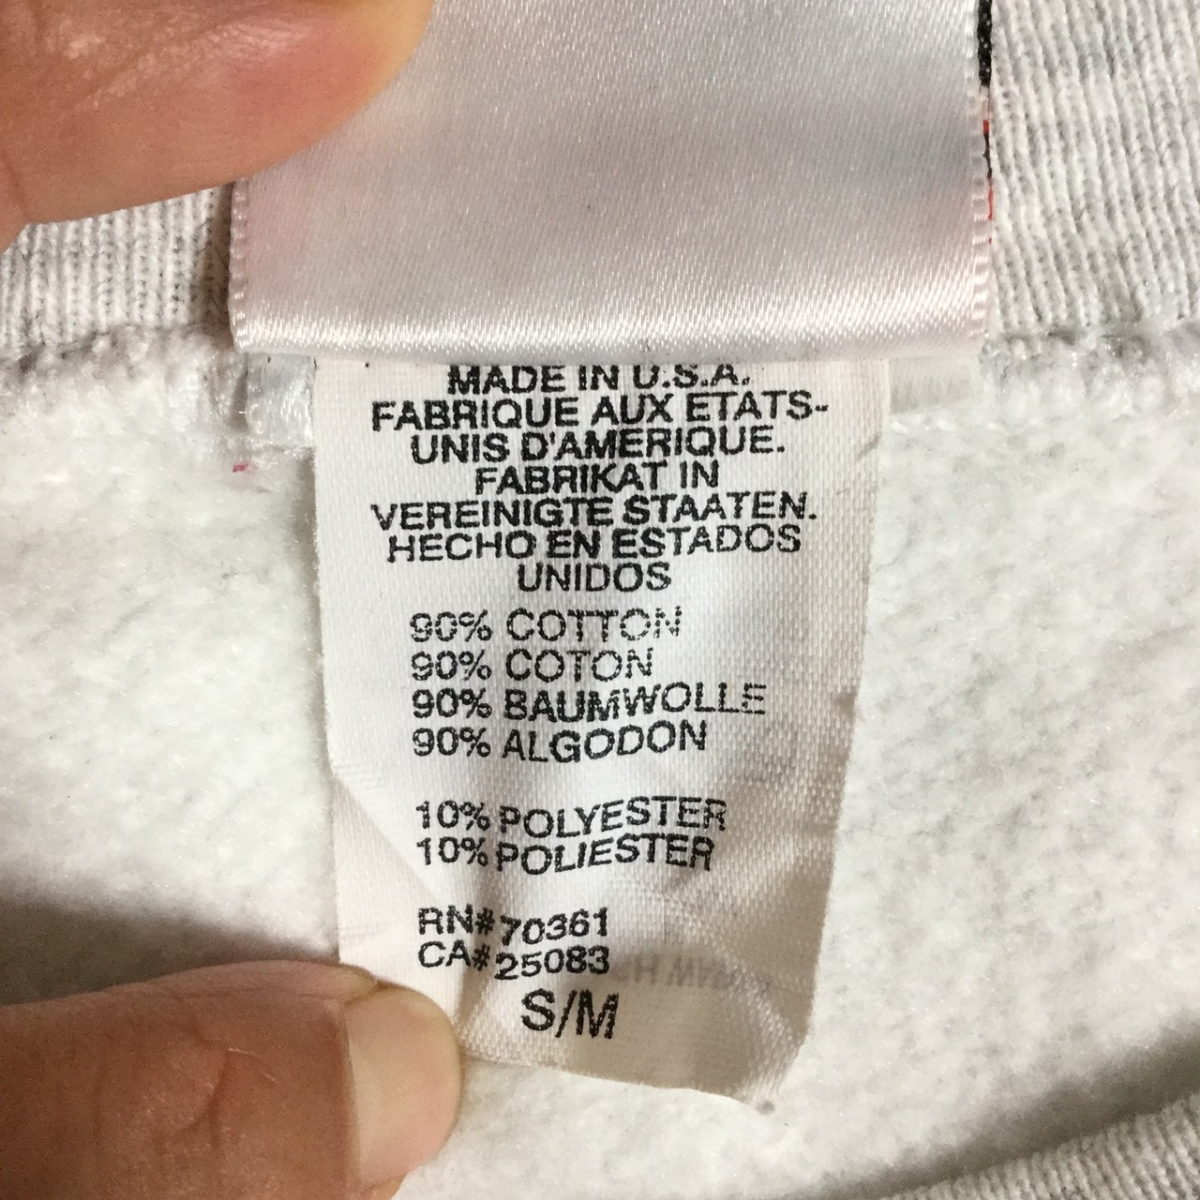 MADE IN U.S.A.
FABRIQUE AUX ETATS-
UNIS D'AMERIQUE.
FABRIKAT IN
VEREINIGTE STAATEN.
HECHO EN ESTADOS
UNIDOS
90% COTTON
90% COTON
90% BAUMWOLLE
90% ALGODON
10% POLYESTER
10% POLIESTER
RN# 70361
CA# 25083
S/M